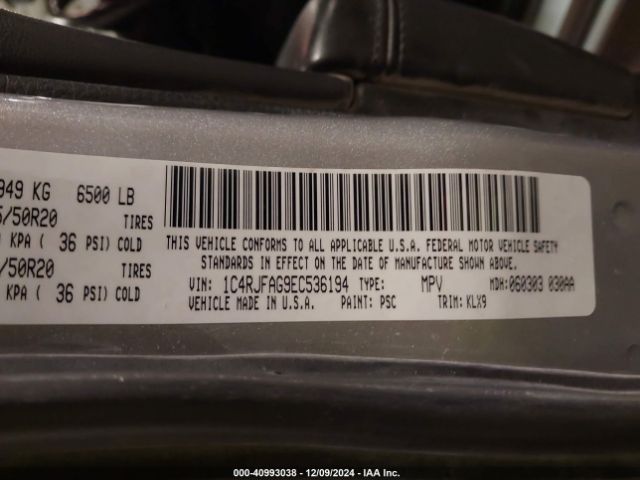 949 KG 6500 LB
/50R20 TIRES
KPA ( 36 PSI) COLD
/50R20 TIRES
KPA ( 36 PSI) COLD
THIS VEHICLE CONFORMS TO ALL APPLICABLE U.S.A. FEDERAL MOTOR VEHICLE SAFETY
STANDARDS IN EFFECT ON THE DATE OF MANUFACTURE SHOWN ABOVE.
VIN: 1C4RJFAG9EC536194 TYPE: MPV MDH: 060303 030AA
VEHICLE MADE IN U.S.A. PAINT: PSC TRIM: KLX9
000-40993038 - 12/09/2024 - IAA Inc.